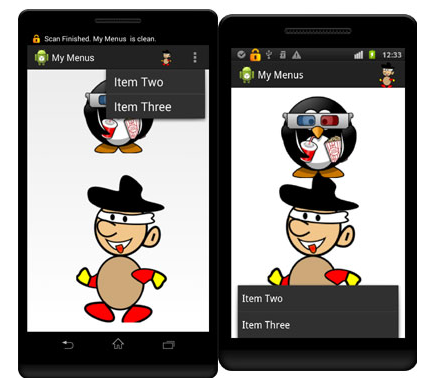 Scan Finished. My Menus is clean.
My Menus
Item Two
Item Three
12:33
My Menus
Item Two
Item Three